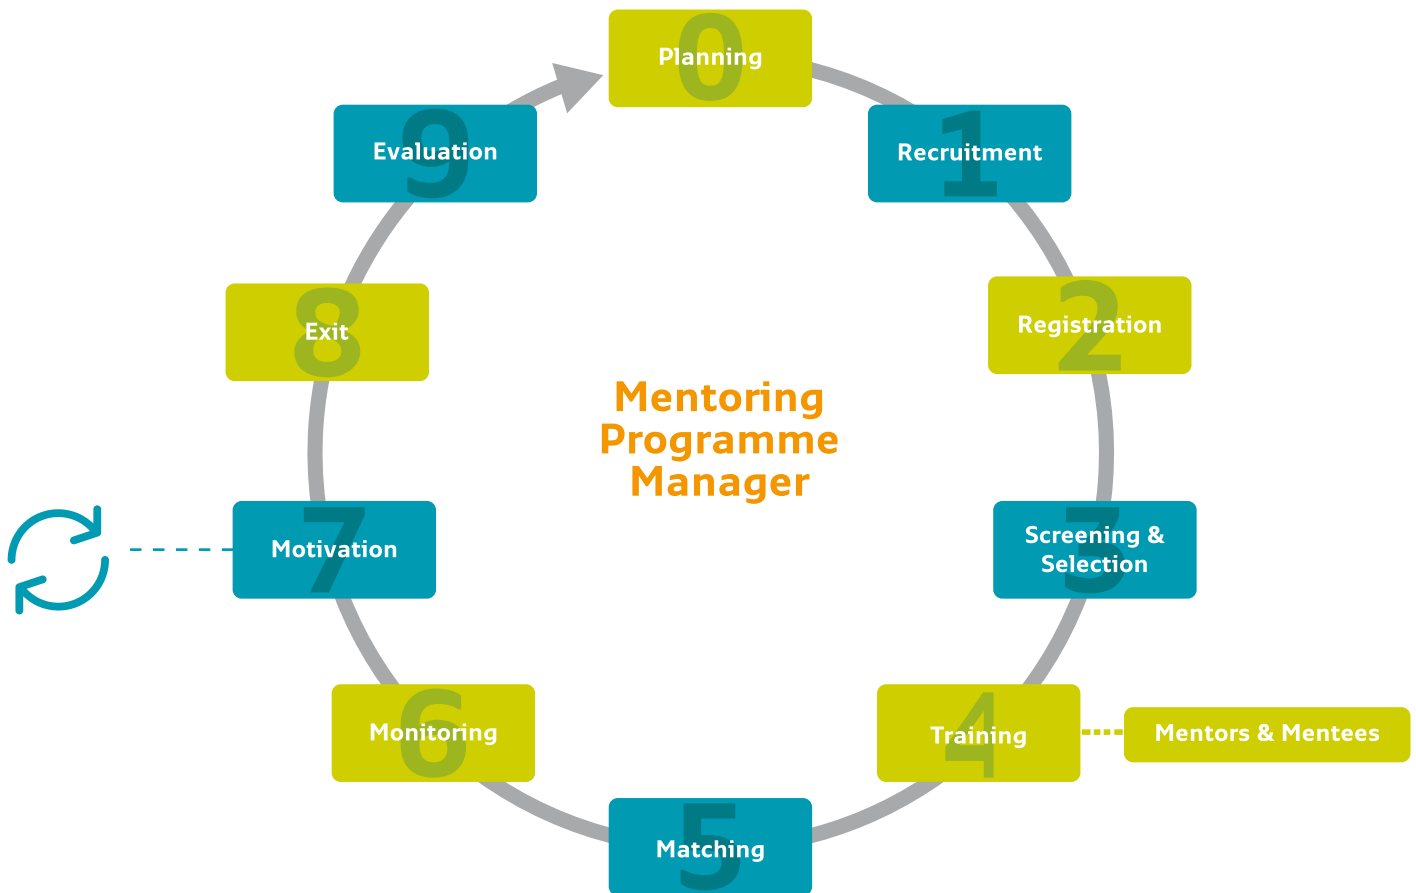 0
Planning
1
Recruitment
2
Registration
3
Screening &
Selection
4
Training
Mentors & Mentees
5
Matching
6
Monitoring
7
Motivation
8
Exit
9
Evaluation
Mentoring
Programme
Manager